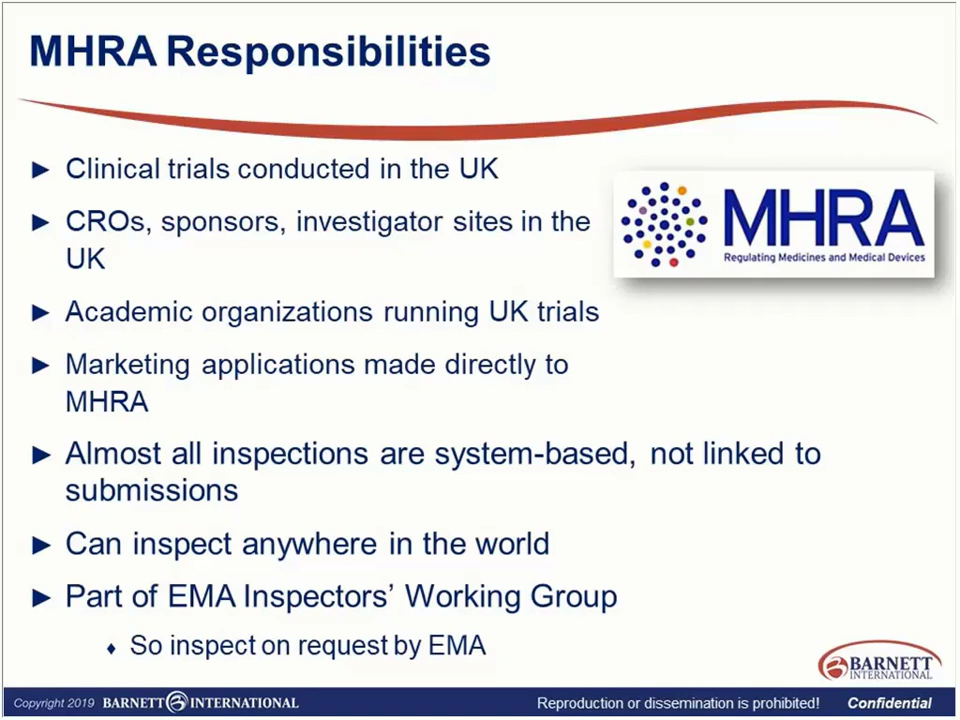 MHRA Responsibilities
► Clinical trials conducted in the UK
► CROs, sponsors, investigator sites in the
UK
► Academic organizations running UK trials
► Marketing applications made directly to
MHRA
► Almost all inspections are system-based, not linked to
submissions
► Can inspect anywhere in the world
► Part of EMA Inspectors’ Working Group
♦ So inspect on request by EMA
MHRA
Regulating Medicines and Medical Devices
BARNETT
INTERNATIONAL
Copyright 2019 BARNETT INTERNATIONAL
Reproduction or dissemination is prohibited! Confidential